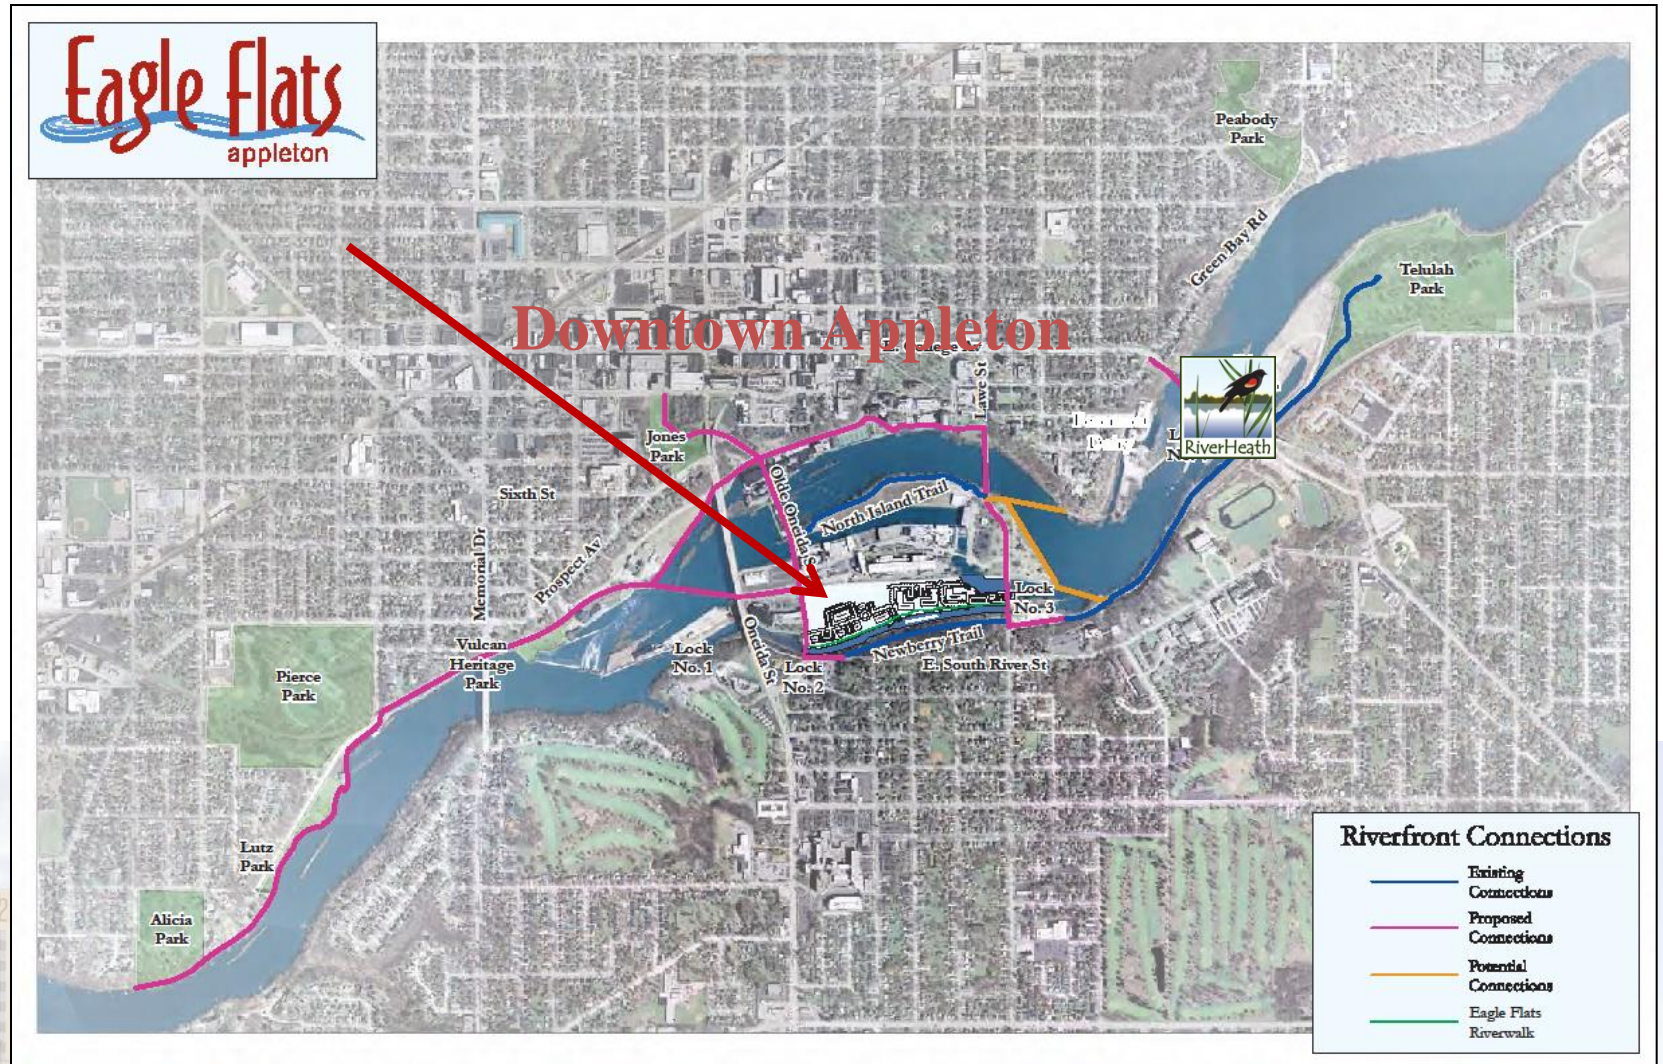 Eagle Flats
appleton
Peabody
Park
Green Bay Rd
Telulah
Park
Downtown Appleton
E. College
Lawe St
Jones
Park
RiverHeath
Olde Oneida S
Sixth St
North Island Trail
Memorial Dr
Prospect Av
Lock
No. 3
Vulcan
Heritage
Park
Lock
No. 1
Oneida St
Newberry Trail
Lock
No. 2
E. South River St
Pierce
Park
Lutz
Park
Alicia
Park
Riverfront Connections
Existing
Connections
Proposed
Connections
Potential
Connections
Eagle Flats
Riverwalk